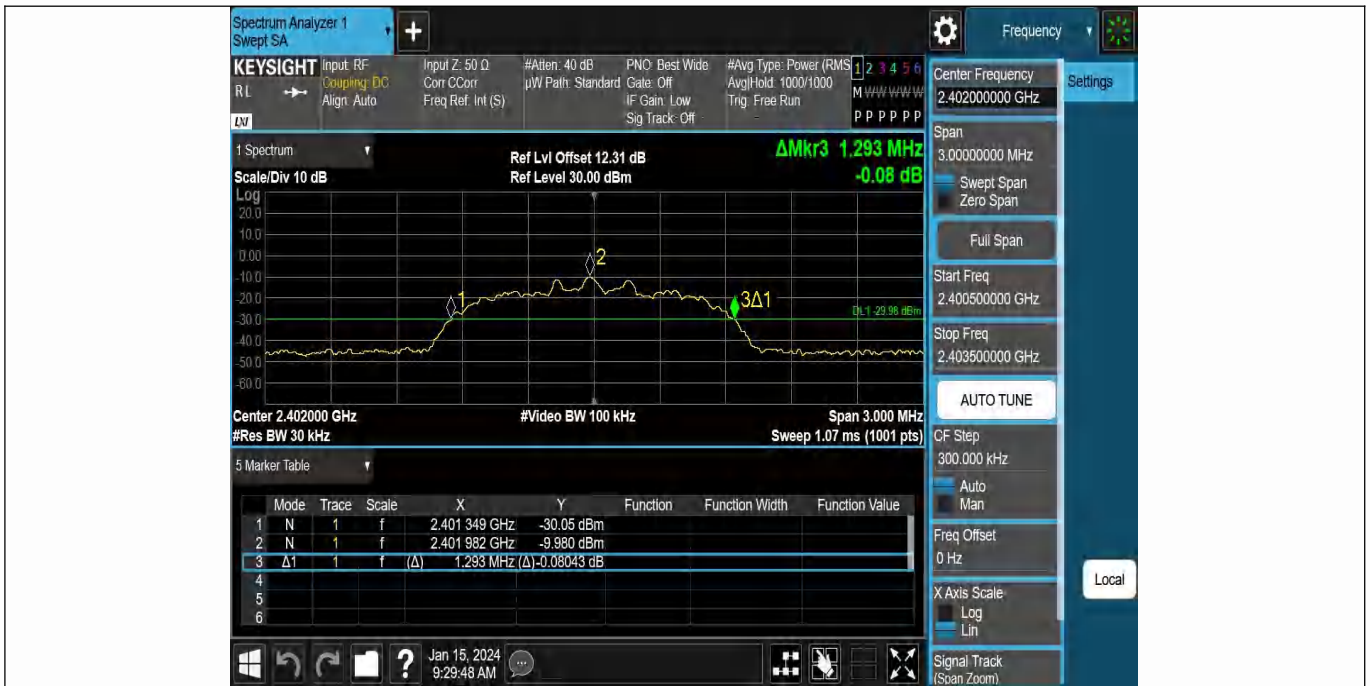 Spectrum Analyzer 1
Swept SA
+
Frequency
KEYSIGHT
RL
LXI
Input: RF
Coupling: DC
Align: Auto
Input Z: 50 Ω
Corr CCorr
Freq Ref: Int (S)
#Atten: 40 dB
µW Path: Standard
PNO: Best Wide
Gate: Off
IF Gain: Low
Sig Track: Off
#Avg Type: Power (RMS
Avg|Hold: 1000/1000
Trig: Free Run
1 2 3 4 5 6
M W W W W W
P P P P P P
1 Spectrum
Scale/Div 10 dB
Ref Lvl Offset 12.31 dB
Ref Level 30.00 dBm
ΔMkr3 1.293 MHz
-0.08 dB
Log
20.0
10.0
0.00
-10.0
-20.0
-30.0
-40.0
-50.0
-60.0
1
2
3Δ1
DL1 -29.98 dBm
Center 2.402000 GHz
#Video BW 100 kHz
Span 3.000 MHz
#Res BW 30 kHz
Sweep 1.07 ms (1001 pts)
5 Marker Table
Mode Trace Scale X Y Function Function Width Function Value
1 N 1 f 2.401 349 GHz -30.05 dBm
2 N 1 f 2.401 982 GHz -9.980 dBm
3 Δ1 1 f (Δ) 1.293 MHz (Δ) -0.08043 dB
4
5
6
Jan 15, 2024
9:29:48 AM
Center Frequency
2.402000000 GHz
Settings
Span
3.00000000 MHz
Swept Span
Zero Span
Full Span
Start Freq
2.400500000 GHz
Stop Freq
2.403500000 GHz
AUTO TUNE
CF Step
300.000 kHz
Auto
Man
Freq Offset
0 Hz
X Axis Scale
Log
Lin
Local
Signal Track
(Span Zoom)